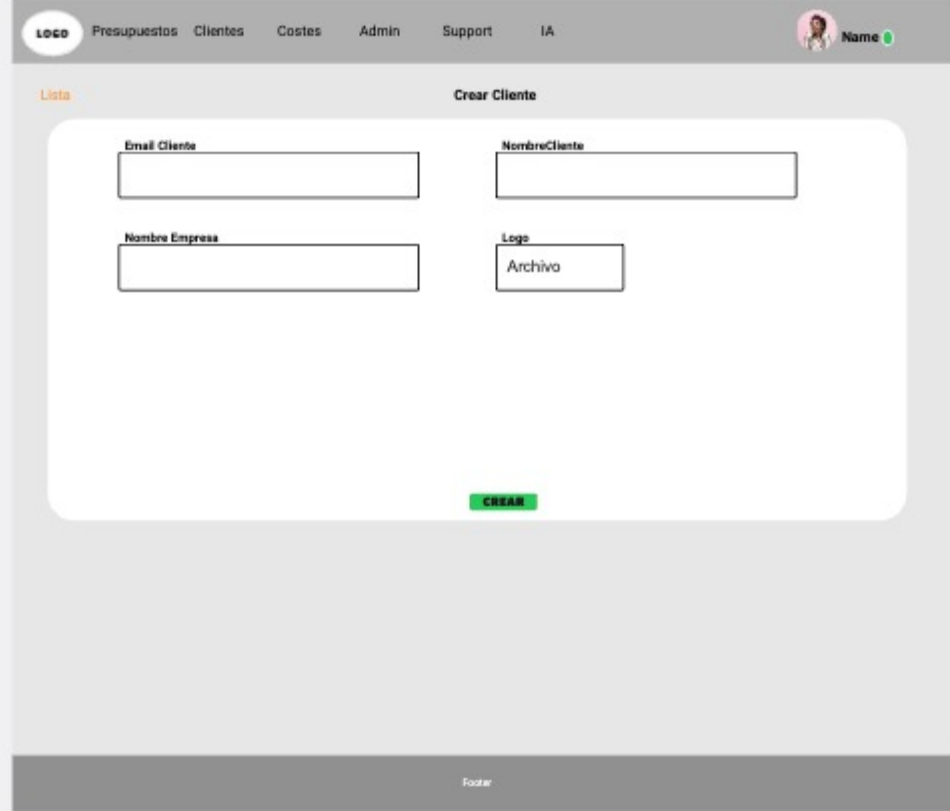 LOGO Presupuestos Clientes Costes Admin Support IA Name
Lista Crear Cliente
Email Cliente NombreCliente
Nombre Empresa Logo
Archivo
CREAR
Footer